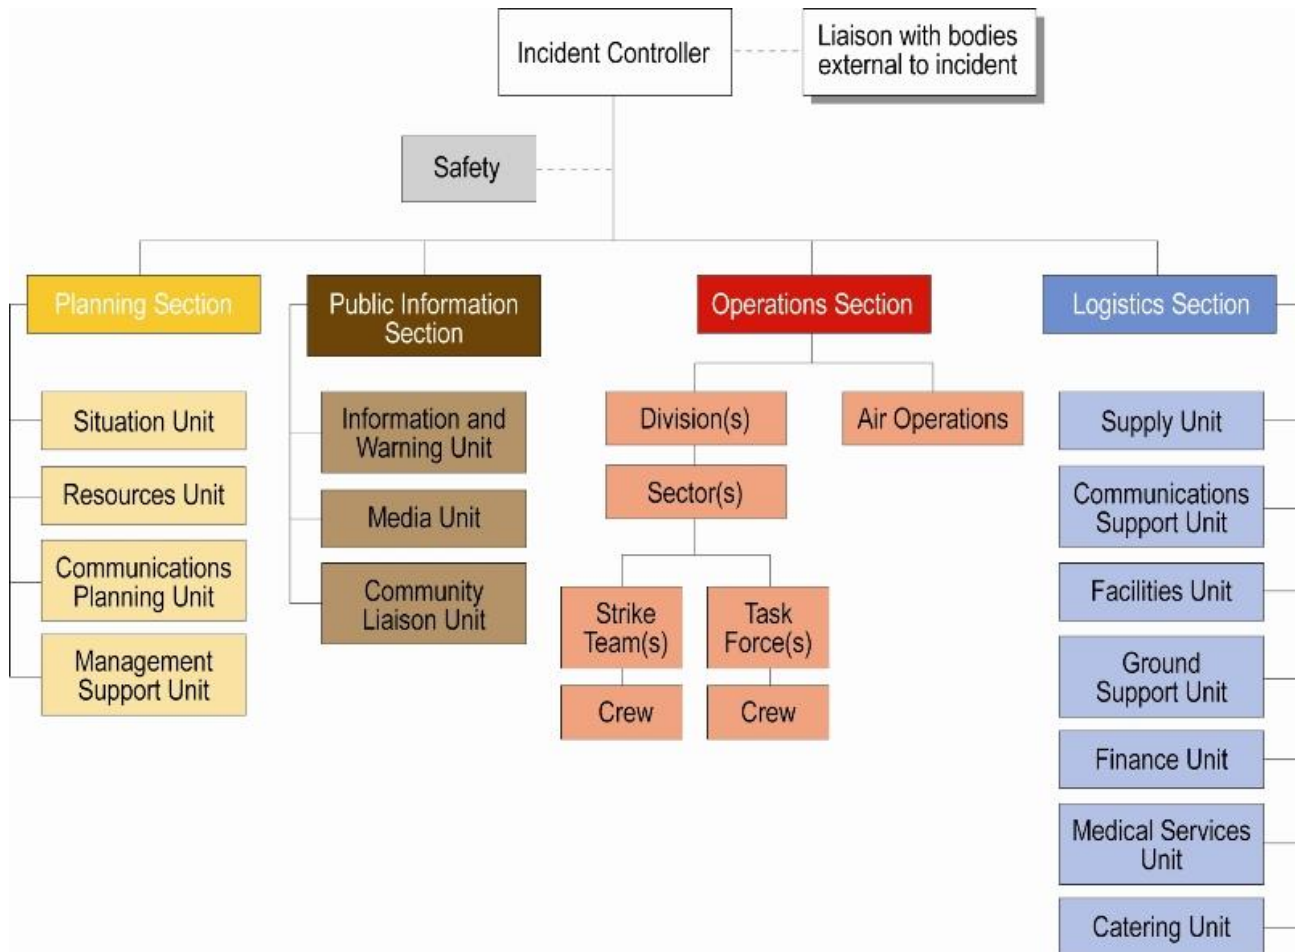 Incident Controller
Liaison with bodies
external to incident
Safety
Planning Section
Public Information
Section
Operations Section
Logistics Section
Situation Unit
Resources Unit
Communications
Planning Unit
Management
Support Unit
Information and
Warning Unit
Media Unit
Community
Liaison Unit
Division(s)
Air Operations
Sector(s)
Strike
Team(s)
Task
Force(s)
Crew
Crew
Supply Unit
Communications
Support Unit
Facilities Unit
Ground
Support Unit
Finance Unit
Medical Services
Unit
Catering Unit